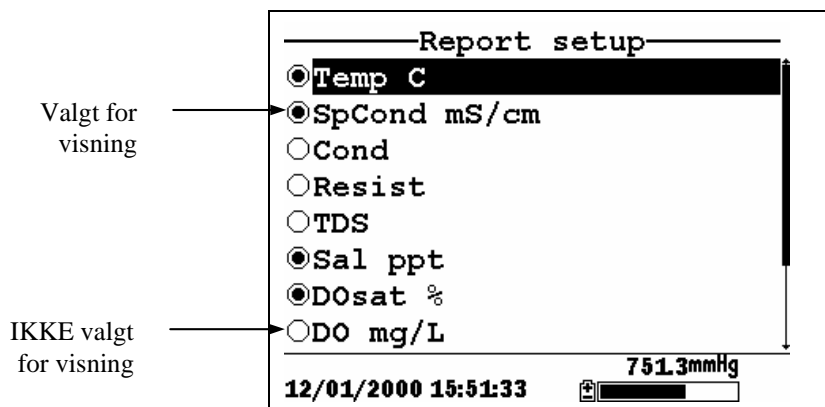 Report setup
Temp C
Valgt for
visning
SpCond mS/cm
Cond
Resist
TDS
Sal ppt
DOsat %
IKKE valgt
for visning
DO mg/L
751.3mmHg
12/01/2000 15:51:33